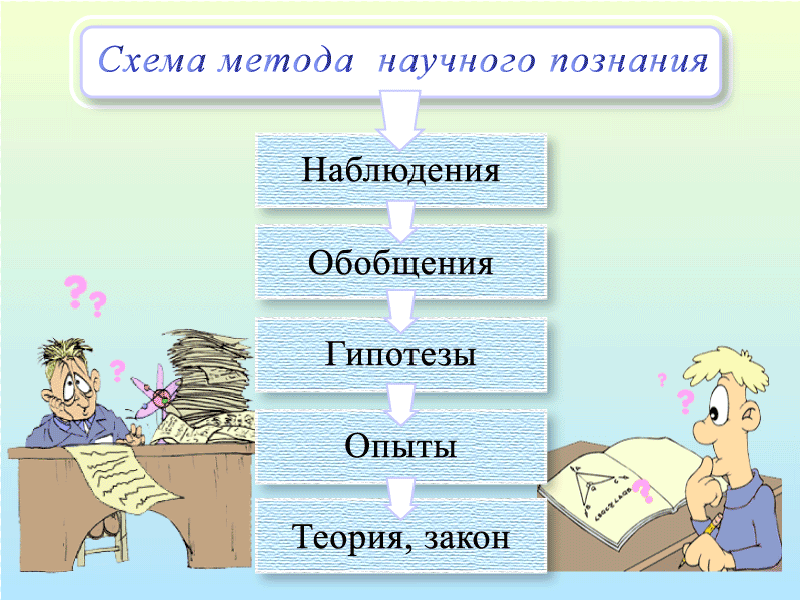 Схема метода научного познания
Наблюдения
Обобщения
Гипотезы
Опыты
Теория, закон